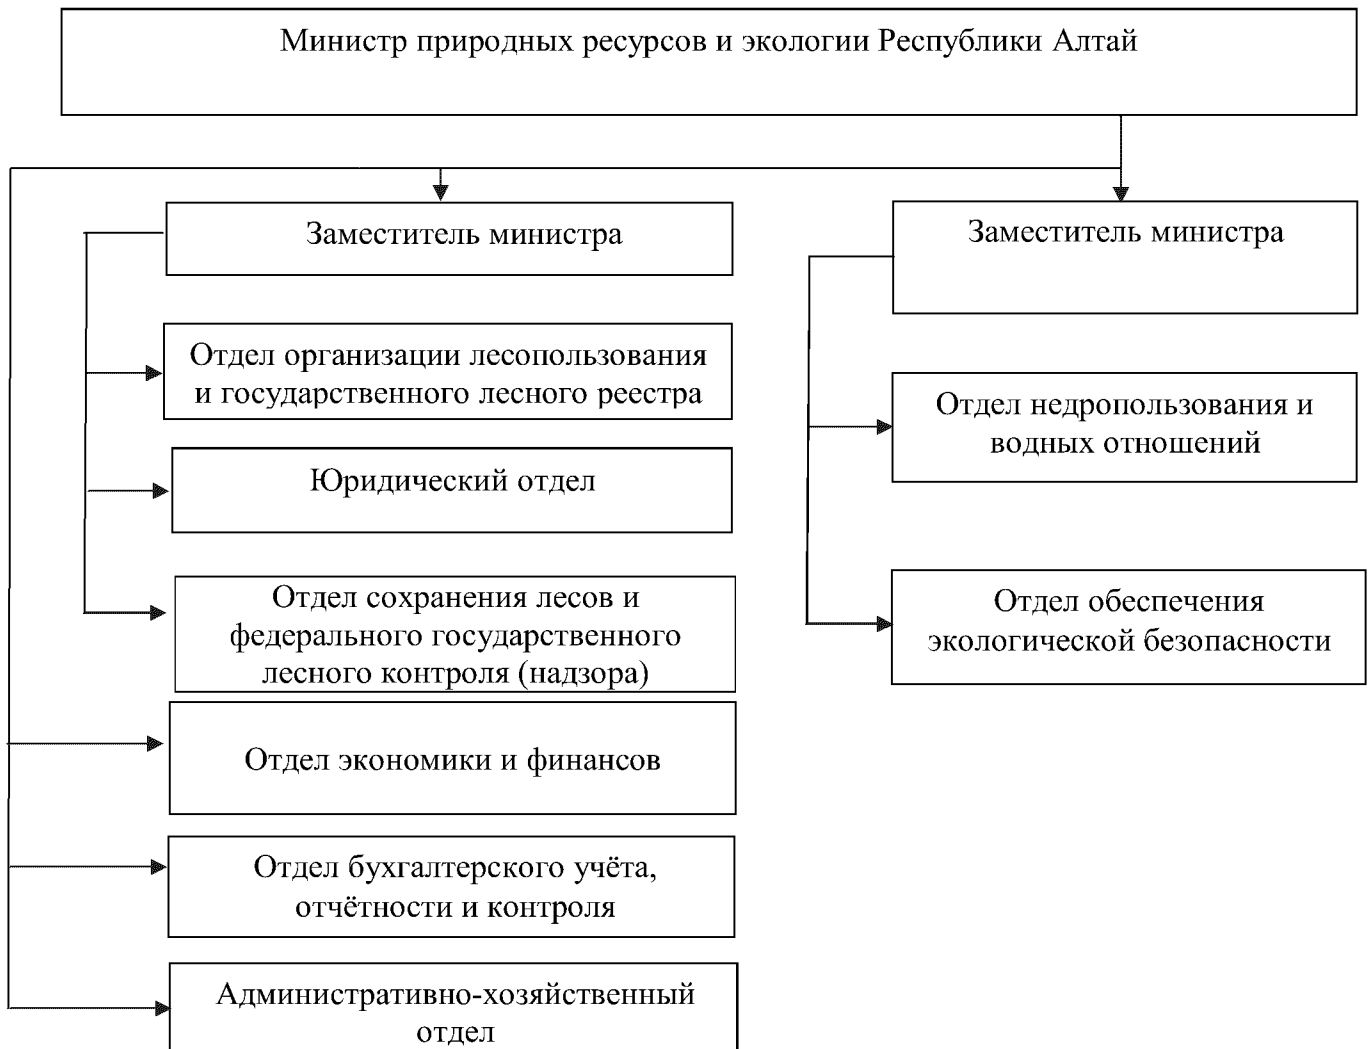 Министр природных ресурсов и экологии Республики Алтай
Заместитель министра
Заместитель министра
Отдел организации лесопользования
и государственного лесного реестра
Отдел недропользования и
водных отношений
Юридический отдел
Отдел сохранения лесов и
федерального государственного
лесного контроля (надзора)
Отдел обеспечения
экологической безопасности
Отдел экономики и финансов
Отдел бухгалтерского учёта,
отчётности и контроля
Административно-хозяйственный
отдел